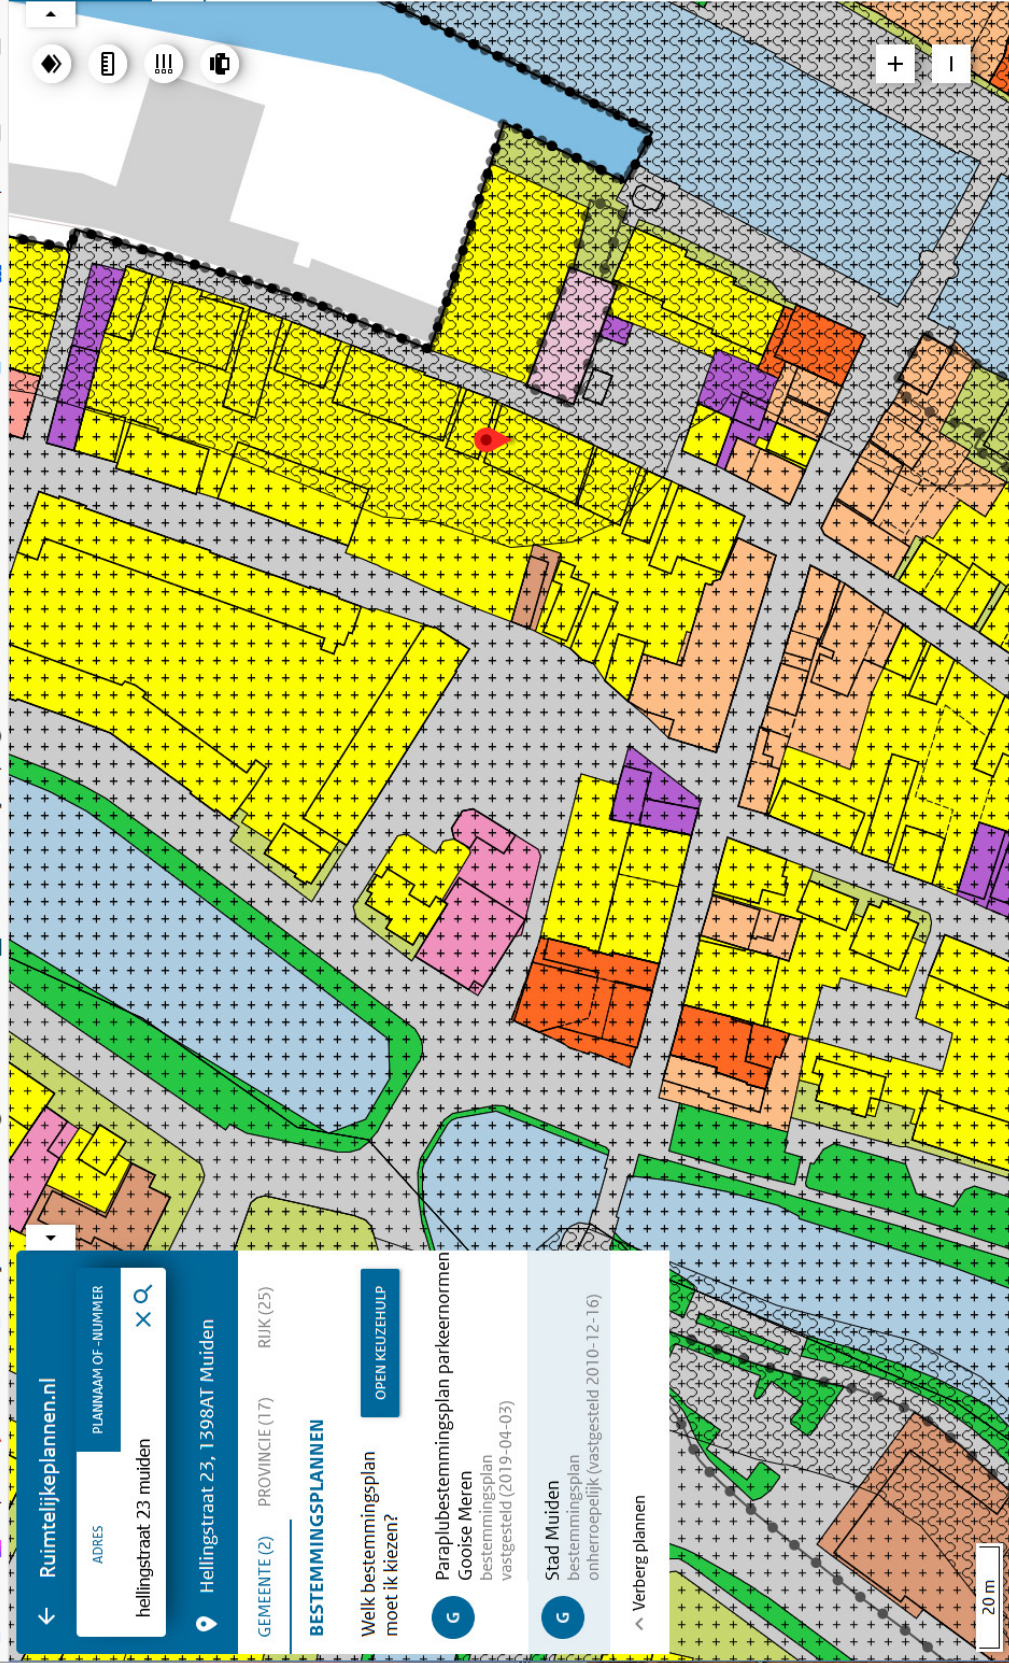 Ruimtelijkeplannen.nl
ADRES
PLANNAAM OF -NUMMER
hellingstraat 23 muiden
Hellingstraat 23, 1398AT Muiden
GEMEENTE (2)
PROVINCIE (17)
RIJK (25)
BESTEMMINGSPLANNEN
Welk bestemmingsplan
moet ik kiezen?
OPEN KEUZEHULP
G
Paraplubestemmingsplan parkeernormen
Gooise Meren
bestemmingsplan
vastgesteld (2019-04-03)
G
Stad Muiden
bestemmingsplan
onherroepelijk (vastgesteld 2010-12-16)
Verberg plannen
20 m